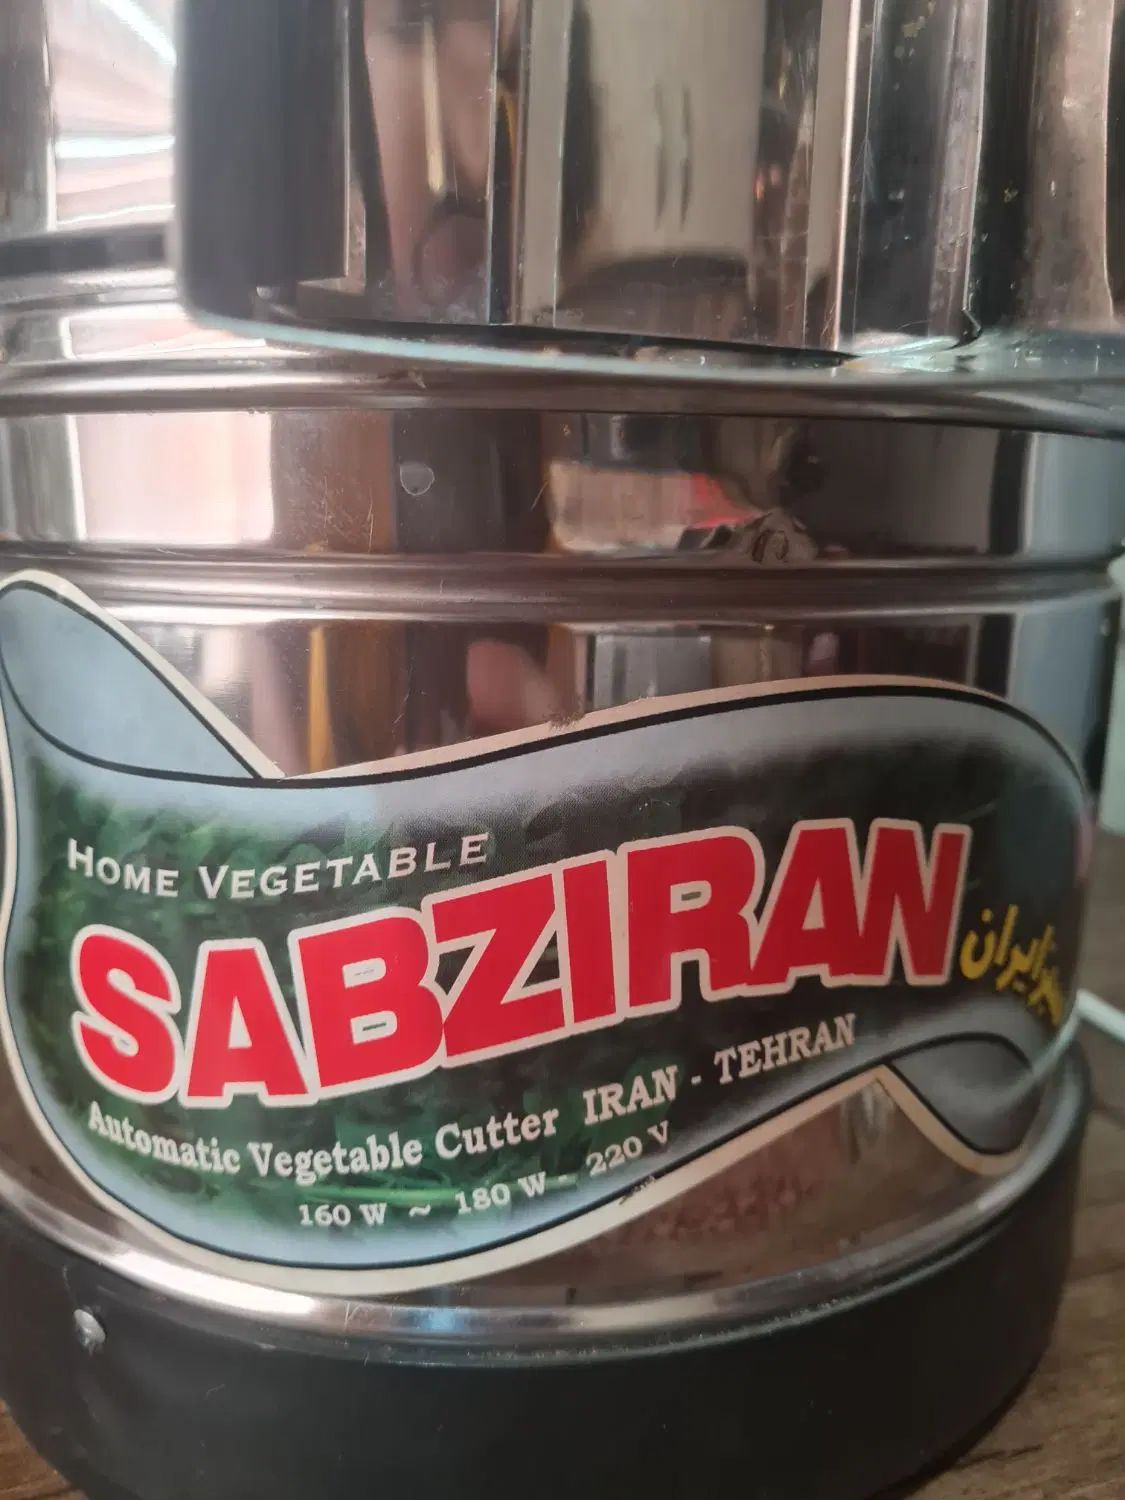 HOME VEGETABLE
SABZIRAN
سبزایران
Automatic Vegetable Cutter IRAN - TEHRAN
160 W ~ 180 W - 220 V